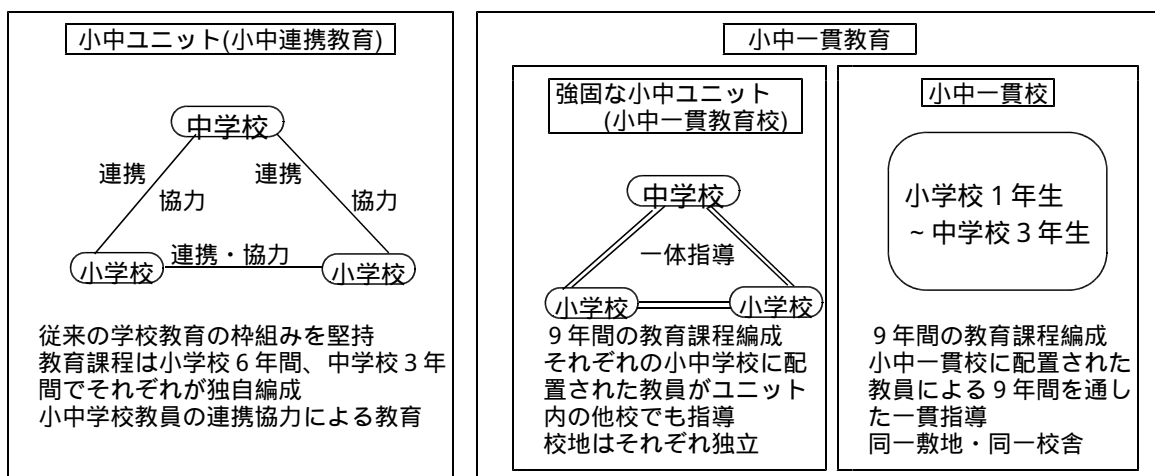 小中ユニット(小中連携教育)
中学校
連携
連携
協力
協力
連携・協力
小学校
小学校
従来の学校教育の枠組みを堅持
教育課程は小学校6年間、中学校3年
間でそれぞれが独自編成
小中学校教員の連携協力による教育
小中一貫教育
強固な小中ユニット
(小中一貫教育校)
中学校
一体指導
小学校
小学校
9年間の教育課程編成
それぞれの小中学校に配
置された教員がユニット
内の他校でも指導
校地はそれぞれ独立
小中一貫校
小学校1年生
~中学校3年生
9年間の教育課程編成
小中一貫校に配置された
教員による9年間を通し
た一貫指導
同一敷地・同一校舎